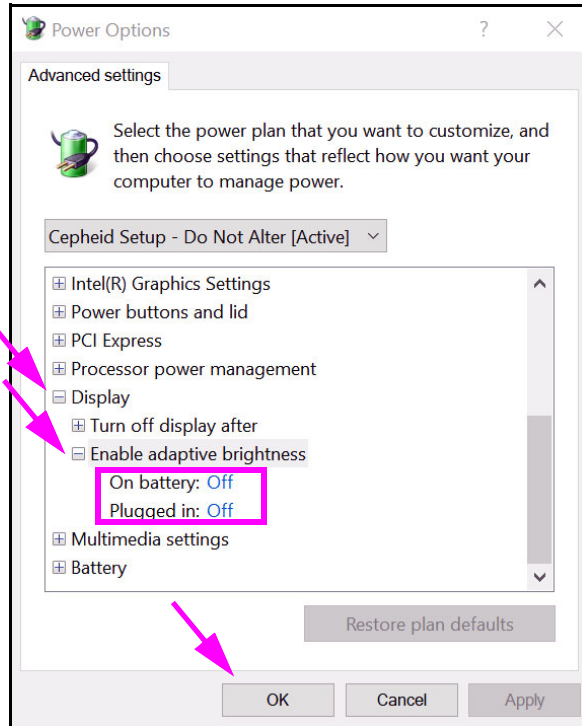 Power Options
Advanced settings
Select the power plan that you want to customize, and
then choose settings that reflect how you want your
computer to manage power.
Cepheid Setup - Do Not Alter [Active]
Intel(R) Graphics Settings
Power buttons and lid
PCI Express
Processor power management
Display
Turn off display after
Enable adaptive brightness
On battery: Off
Plugged in: Off
Multimedia settings
Battery
Restore plan defaults
OK Cancel Apply